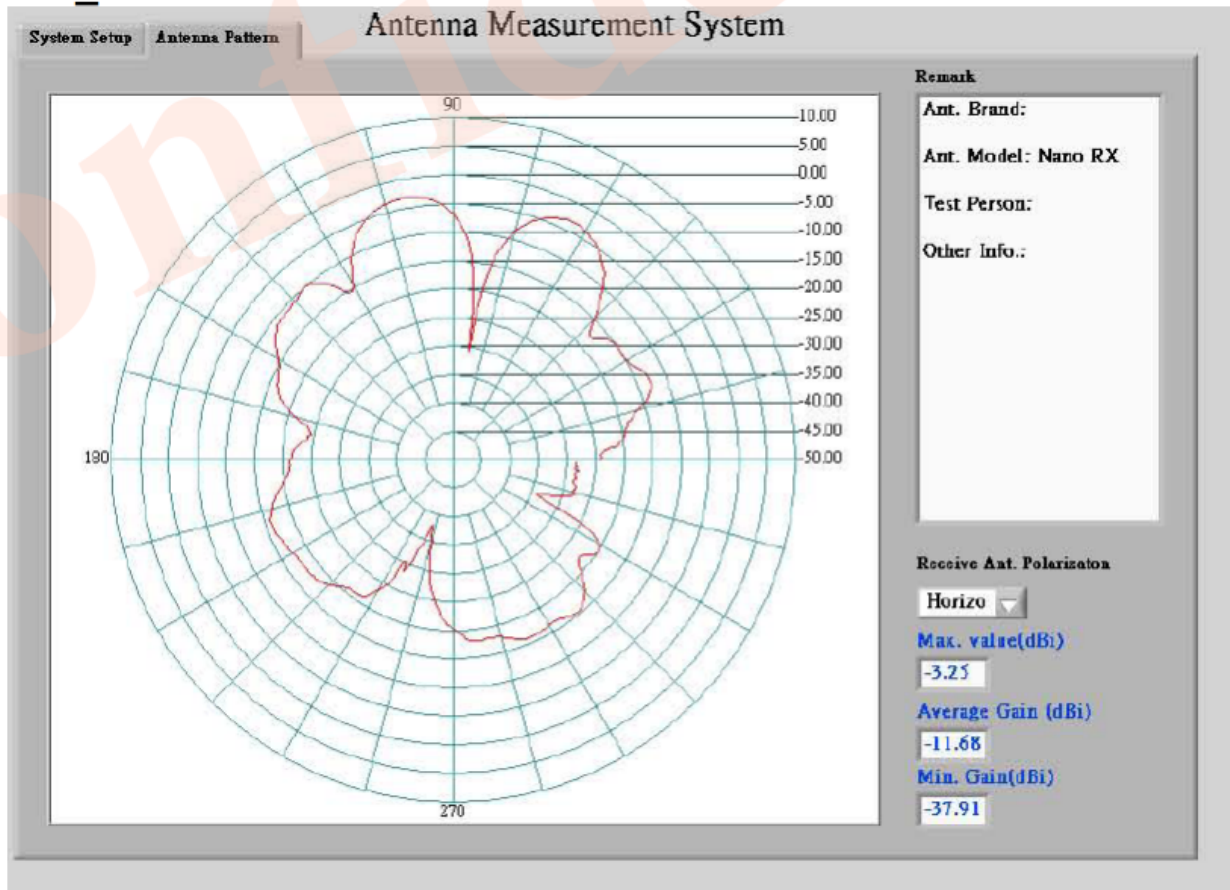 Antenna Measurement System
System Setup
Antenna Pattern
90
10.00
5.00
0.00
-5.00
-10.00
-15.00
-20.00
-25.00
-30.00
-35.00
-40.00
-45.00
-50.00
180
270
Remark
Ant. Brand:
Ant. Model: Nano RX
Test Person:
Other Info.:
Receive Ant. Polarizaton
Horizo
Max. value(dBi)
-3.25
Average Gain (dBi)
-11.68
Min. Gain(dBi)
-37.91
onfid